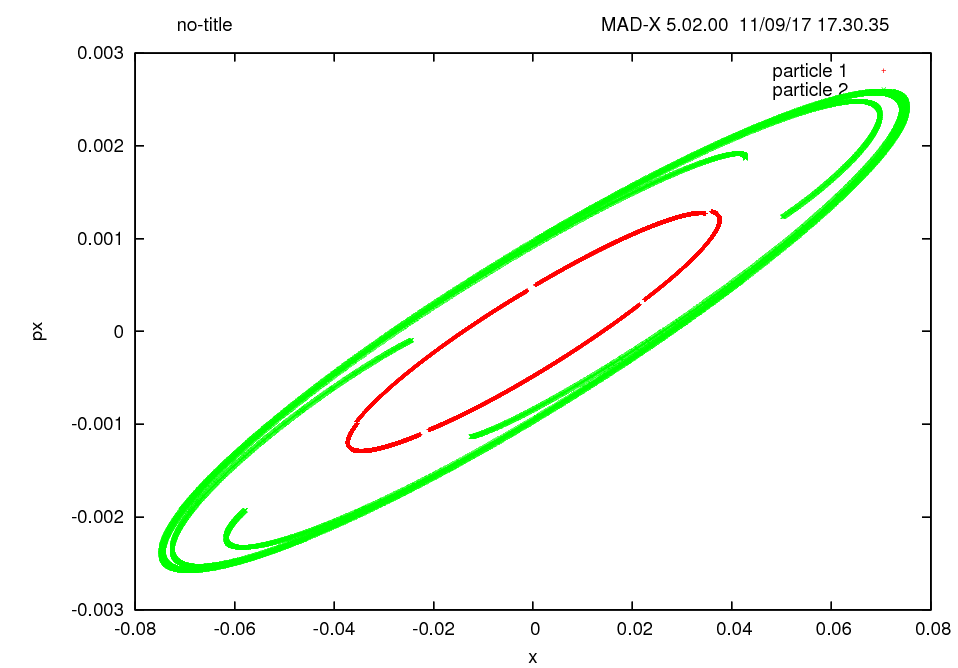 no-title MAD-X 5.02.00 11/09/17 17.30.35
0.003
particle 1
particle 2
0.002
0.001
0
px
-0.001
-0.002
-0.003
-0.08 -0.06 -0.04 -0.02 0 0.02 0.04 0.06 0.08
x